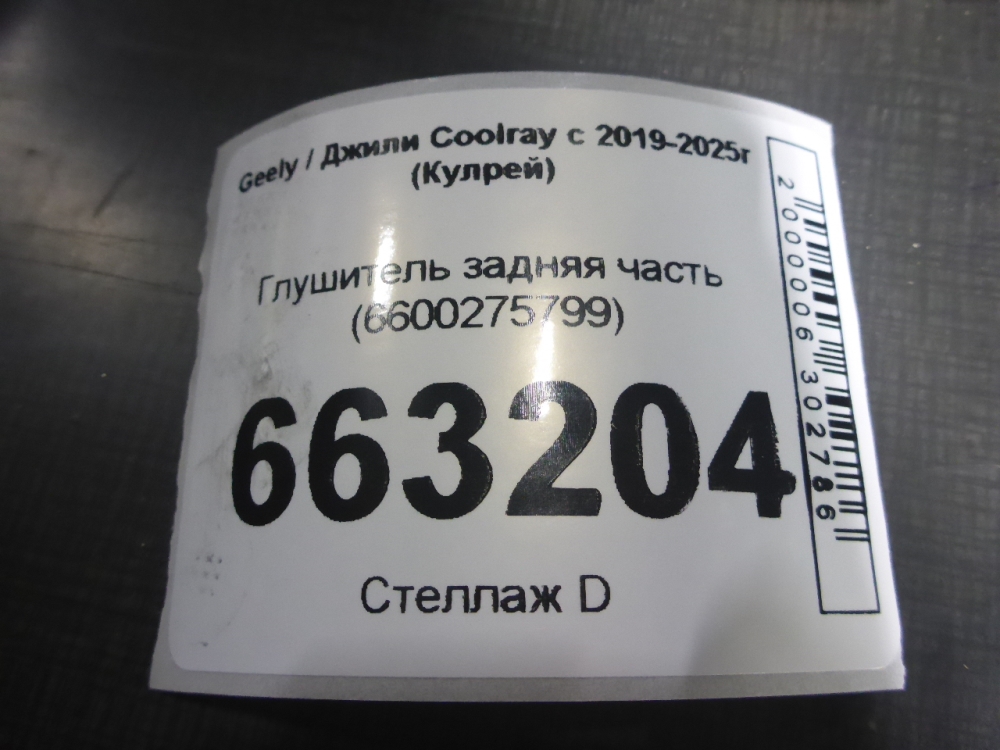 Geely / Джили Coolray с 2019-2025г
(Кулрей)
Глушитель задняя часть
(6600275799)
663204
Стеллаж D
2000006302786